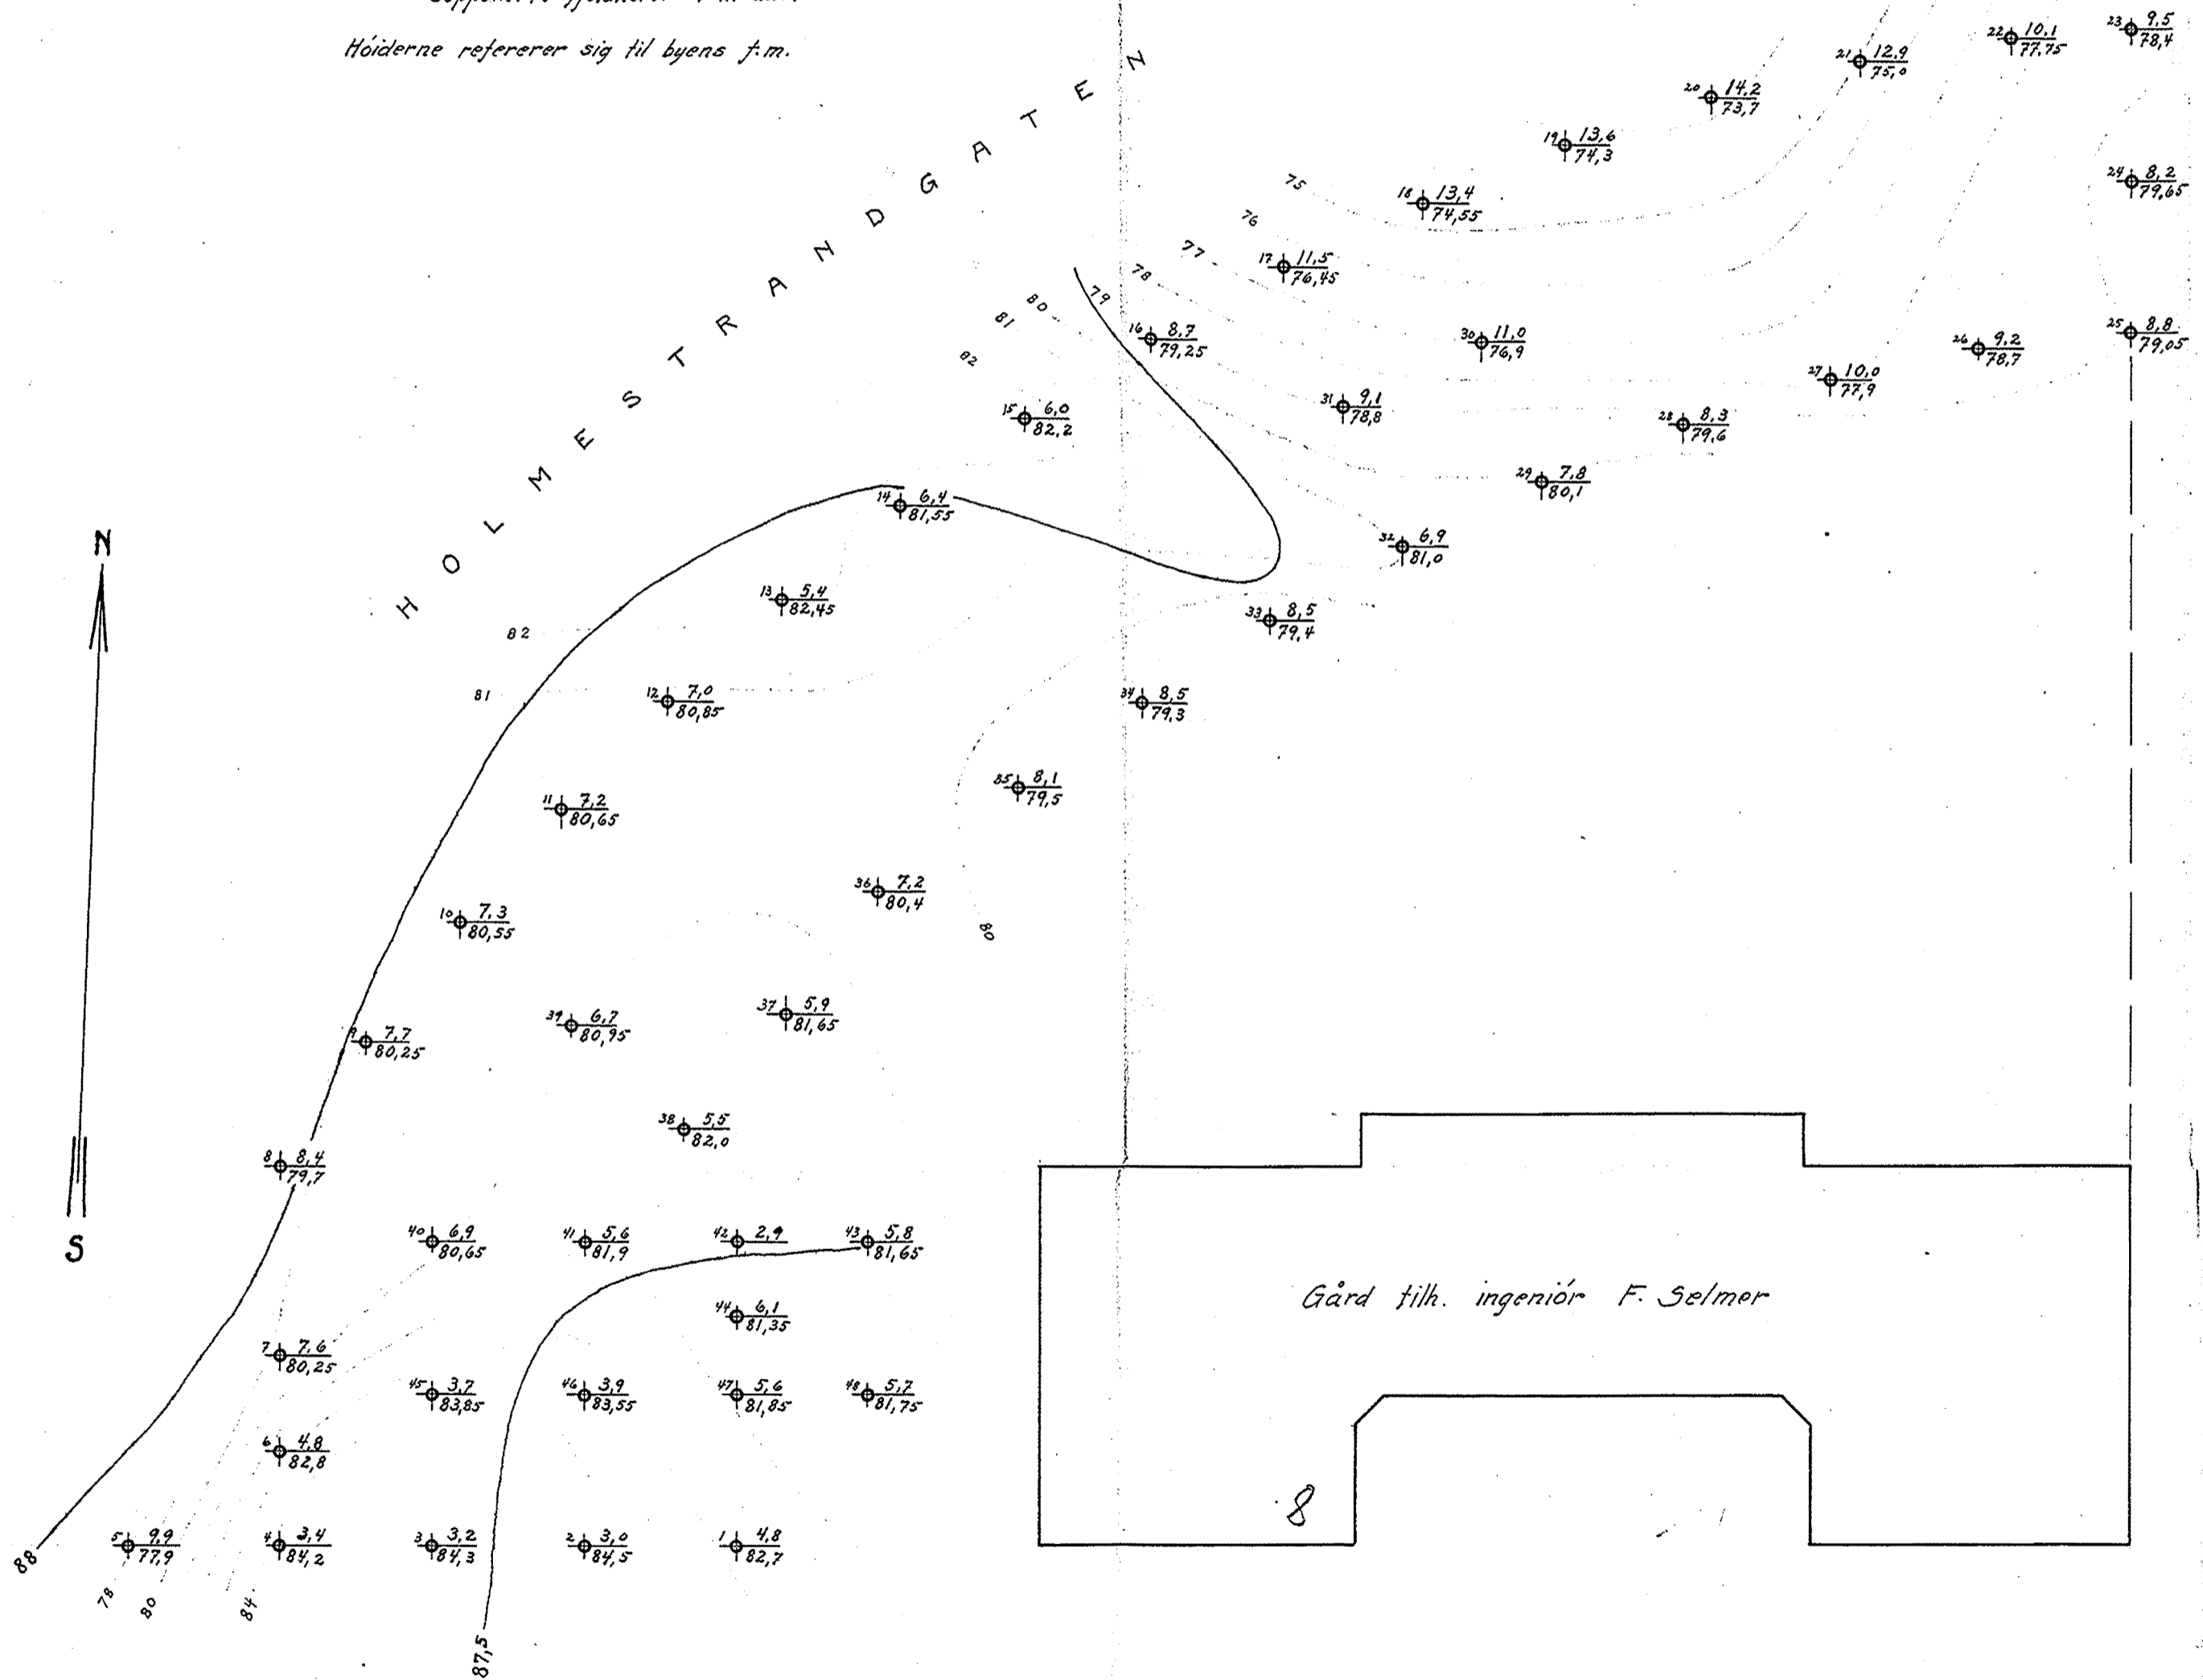 Høiderne refererer sig til byens f.m.
HOLMESTRANDGATEN
23 9,5 78,4
22 10,1 77,75
21 12,9 75,0
20 14,2 73,7
19 13,6 74,3
24 8,2 79,65
18 13,4 74,55
75
76
77
78
79
80
81
82
17 11,5 76,45
16 8,7 79,25
30 11,0 76,9
25 8,8 79,05
26 9,2 78,7
27 10,0 77,9
31 9,1 78,8
15 6,0 82,2
28 8,3 79,6
29 7,8 80,1
14 6,4 81,55
32 6,9 81,0
N
13 5,4 82,45
33 8,5 79,4
82
81
12 7,0 80,85
34 8,5 79,3
35 8,1 79,5
11 7,2 80,65
36 7,2 80,4
10 7,3 80,55
80
37 5,9 81,65
39 6,7 80,95
9 7,7 80,25
38 5,5 82,0
8 8,4 79,7
S
40 6,9 80,65
41 5,6 81,9
42 2,9
43 5,8 81,65
Gård tilh. ingeniør F. Selmer
44 6,1 81,35
7 7,6 80,25
45 3,7 83,85
46 3,9 83,55
47 5,6 81,85
48 5,7 81,75
6 4,8 82,8
8
5 9,9 77,9
4 3,4 84,2
3 3,2 84,3
2 3,0 84,5
1 4,8 82,7
88
78
80
84
87,5